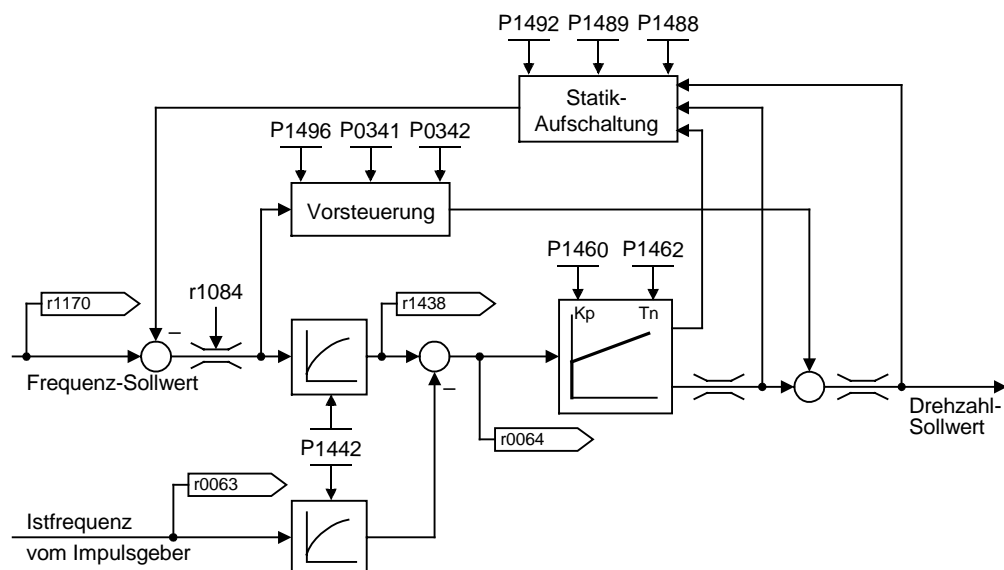 P1492 P1489 P1488
Statik-
Aufschaltung
P1496 P0341 P0342
Vorsteuerung
P1460 P1462
r1170
r1084
r1438
Kp Tn
–
Frequenz-Sollwert
–
Drehzahl-
Sollwert
r0064
P1442
r0063
Istfrequenz
vom Impulsgeber